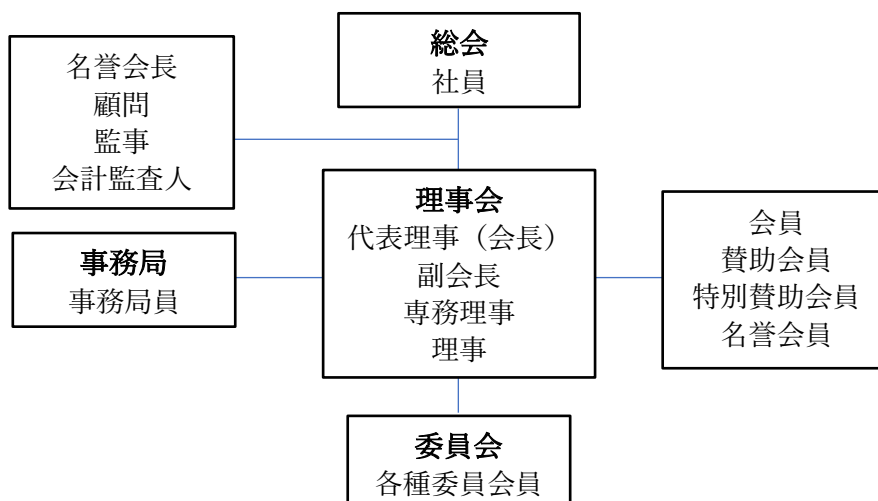 総会
社員
名誉会長
顧問
監事
会計監査人
理事会
代表理事（会長）
副会長
専務理事
理事
事務局
事務局員
会員
賛助会員
特別賛助会員
名誉会員
委員会
各種委員会員